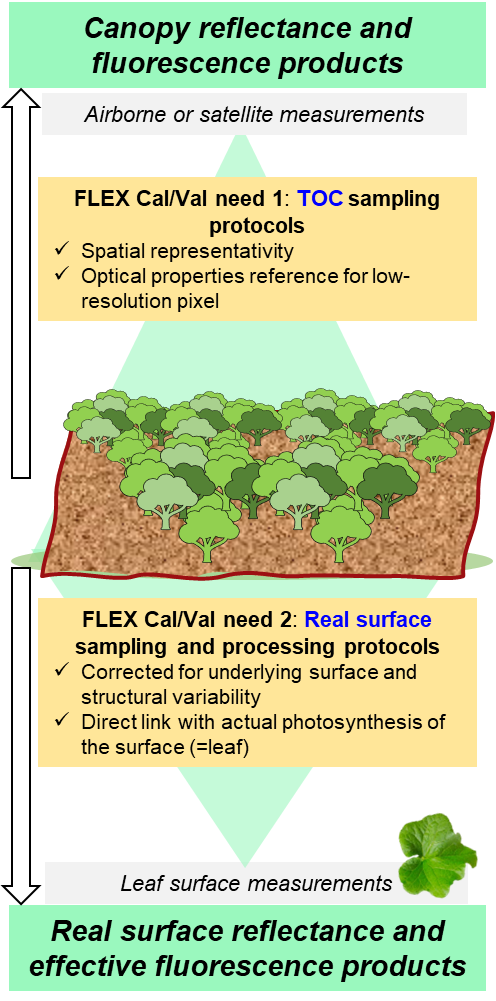 Canopy reflectance and
fluorescence products
Airborne or satellite measurements
FLEX Cal/Val need 1: TOC sampling
protocols
✓ Spatial representativity
✓ Optical properties reference for low-
resolution pixel
FLEX Cal/Val need 2: Real surface
sampling and processing protocols
✓ Corrected for underlying surface and
structural variability
✓ Direct link with actual photosynthesis of
the surface (=leaf)
Leaf surface measurements
Real surface reflectance and
effective fluorescence products